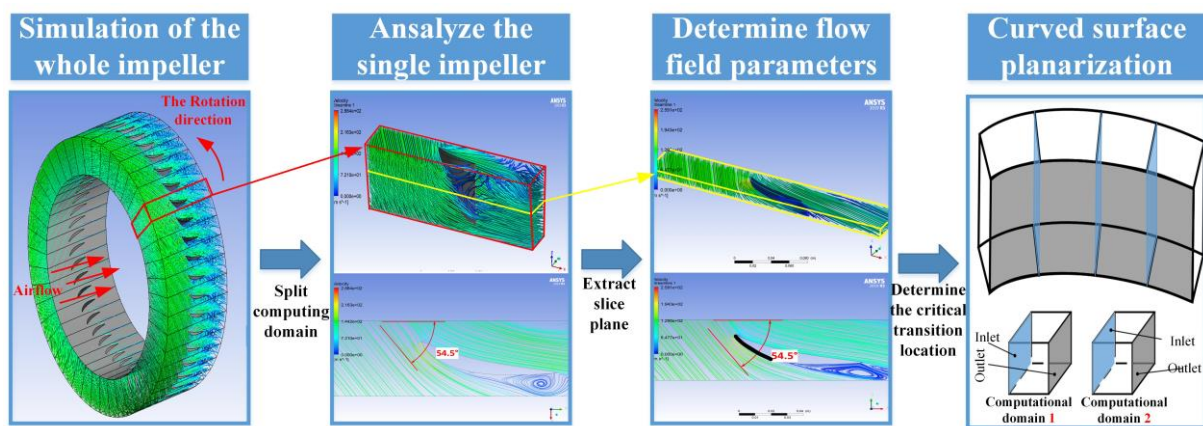 Simulation of the
whole impeller
Ansalyze the
single impeller
Determine flow
field parameters
Curved surface
planarization
The Rotation
direction
Airflow
Split
computing
domain
ANSYS
Velocity
54.5°
Extract
slice
plane
ANSYS
Velocity
54.5°
Determine
the critical
transition
location
Inlet
Outlet
Inlet
Outlet
Computational
domain 1
Computational
domain 2